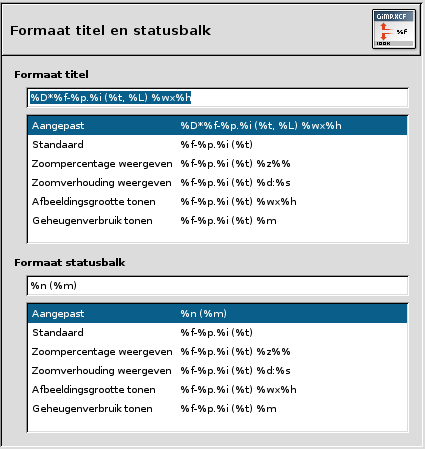 Formaat titel en statusbalk
GIMP.XCF
%f
100K
Formaat titel
%D*%f-%p.%i (%t, %L) %wx%h
Aangepast %D*%f-%p.%i (%t, %L) %wx%h
Standaard %f-%p.%i (%t)
Zoompercentage weergeven %f-%p.%i (%t) %z%%
Zoomverhouding weergeven %f-%p.%i (%t) %d:%s
Afbeeldingsgrootte tonen %f-%p.%i (%t) %wx%h
Geheugenverbruik tonen %f-%p.%i (%t) %m
Formaat statusbalk
%n (%m)
Aangepast %n (%m)
Standaard %f-%p.%i (%t)
Zoompercentage weergeven %f-%p.%i (%t) %z%%
Zoomverhouding weergeven %f-%p.%i (%t) %d:%s
Afbeeldingsgrootte tonen %f-%p.%i (%t) %wx%h
Geheugenverbruik tonen %f-%p.%i (%t) %m